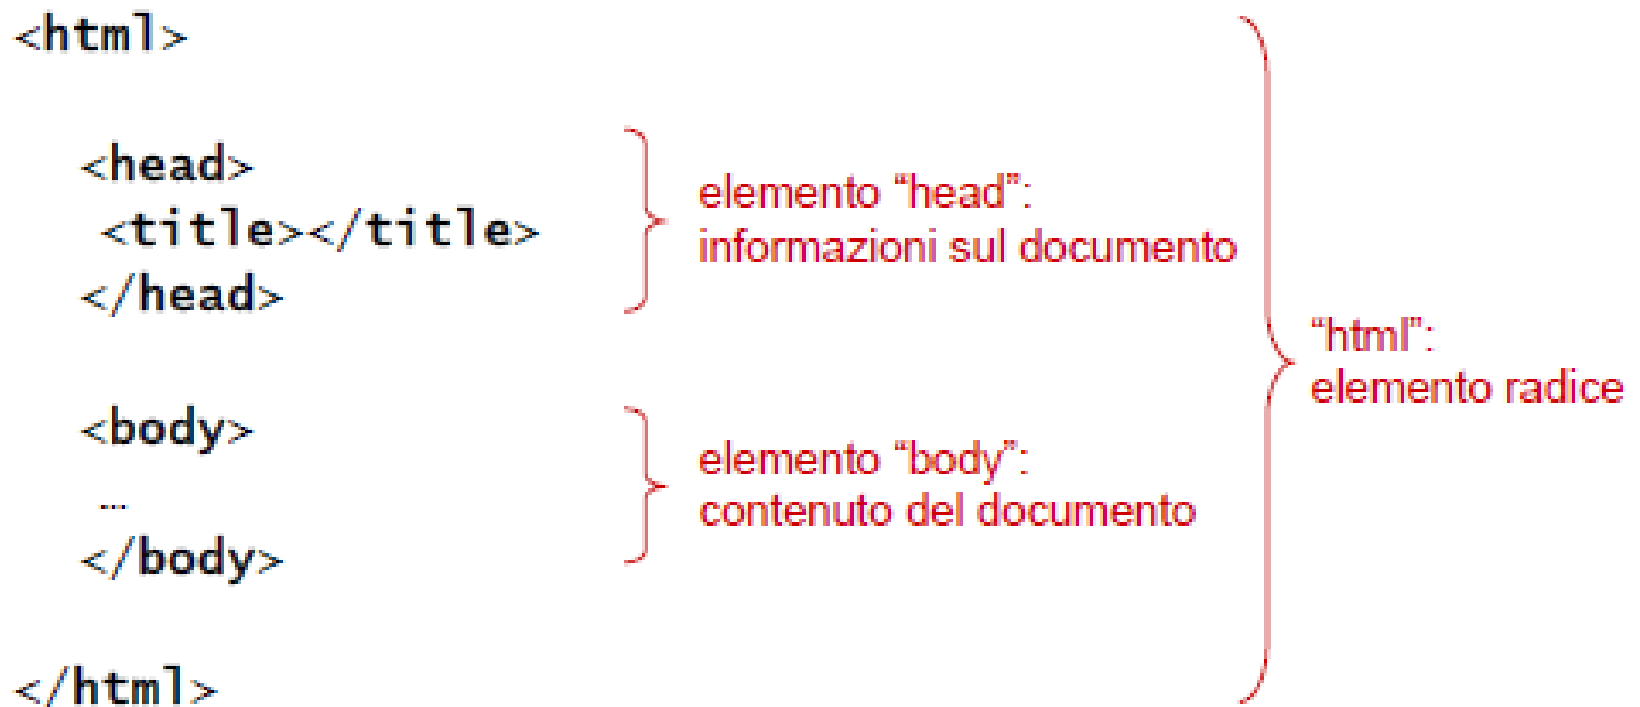 <html>
<head>
<title></title>
</head>
elemento “head”:
informazioni sul documento
<body>
...
</body>
elemento “body”:
contenuto del documento
</html>
“html”:
elemento radice